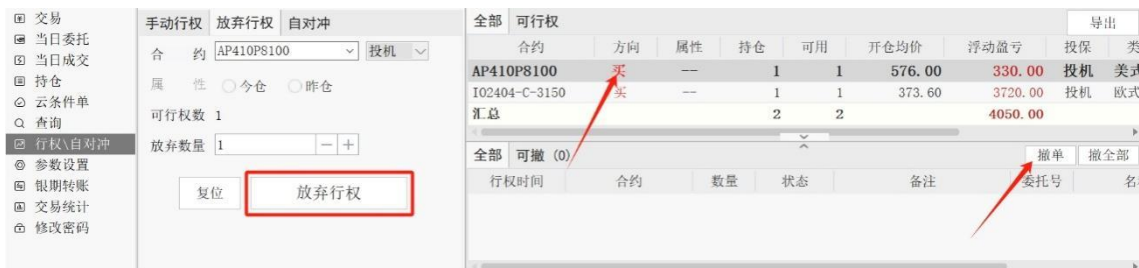 交易
当日委托
当日成交
持仓
云条件单
查询
行权\自对冲
参数设置
银期转账
交易统计
修改密码
手动行权 放弃行权 自对冲
合 约 AP410P8100 投机
属 性 今仓 昨仓
可行权数 1
放弃数量 1 − +
复位 放弃行权
全部 可行权 导出
合约 方向 属性 持仓 可用 开仓均价 浮动盈亏 投保 类
AP410P8100 买 -- 1 1 576.00 330.00 投机 美式
IO2404-C-3150 买 -- 1 1 373.60 3720.00 投机 欧式
汇总 2 2 4050.00
全部 可撤 (0) 撤单 撤全部
行权时间 合约 数量 状态 备注 委托号 名